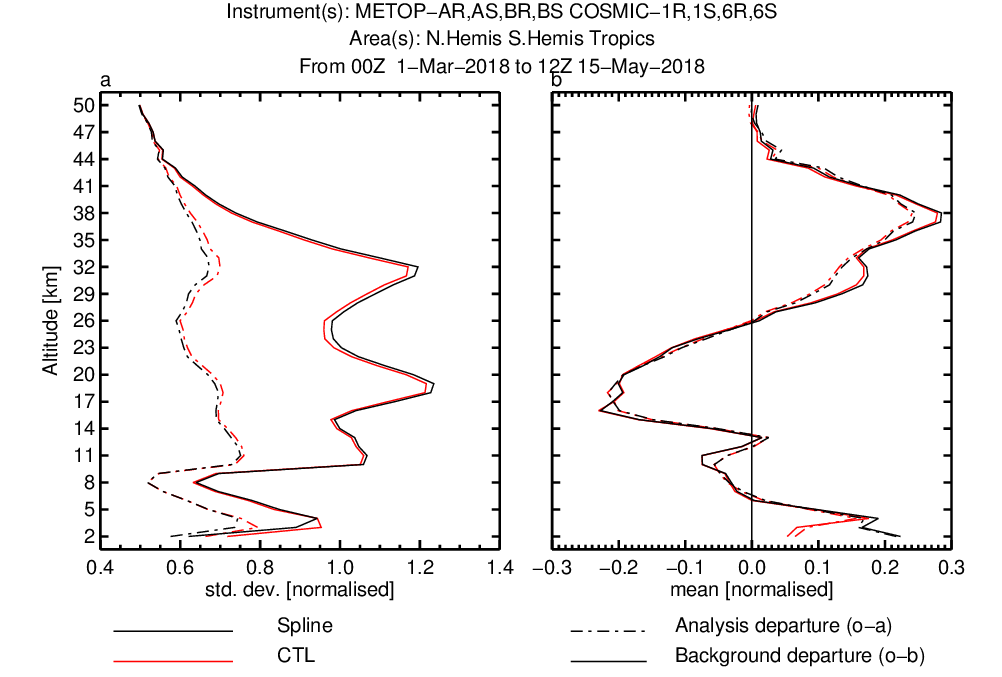 Instrument(s): METOP−AR,AS,BR,BS COSMIC−1R,1S,6R,6S
Area(s): N.Hemis S.Hemis Tropics
From 00Z 1−Mar−2018 to 12Z 15−May−2018
a
b
50
47
44
41
38
35
32
29
26
23
20
17
14
11
8
5
2
Altitude [km]
0.4 0.6 0.8 1.0 1.2 1.4
−0.3 −0.2 −0.1 0.0 0.1 0.2 0.3
std. dev. [normalised]
mean [normalised]
Spline
Analysis departure (o−a)
CTL
Background departure (o−b)